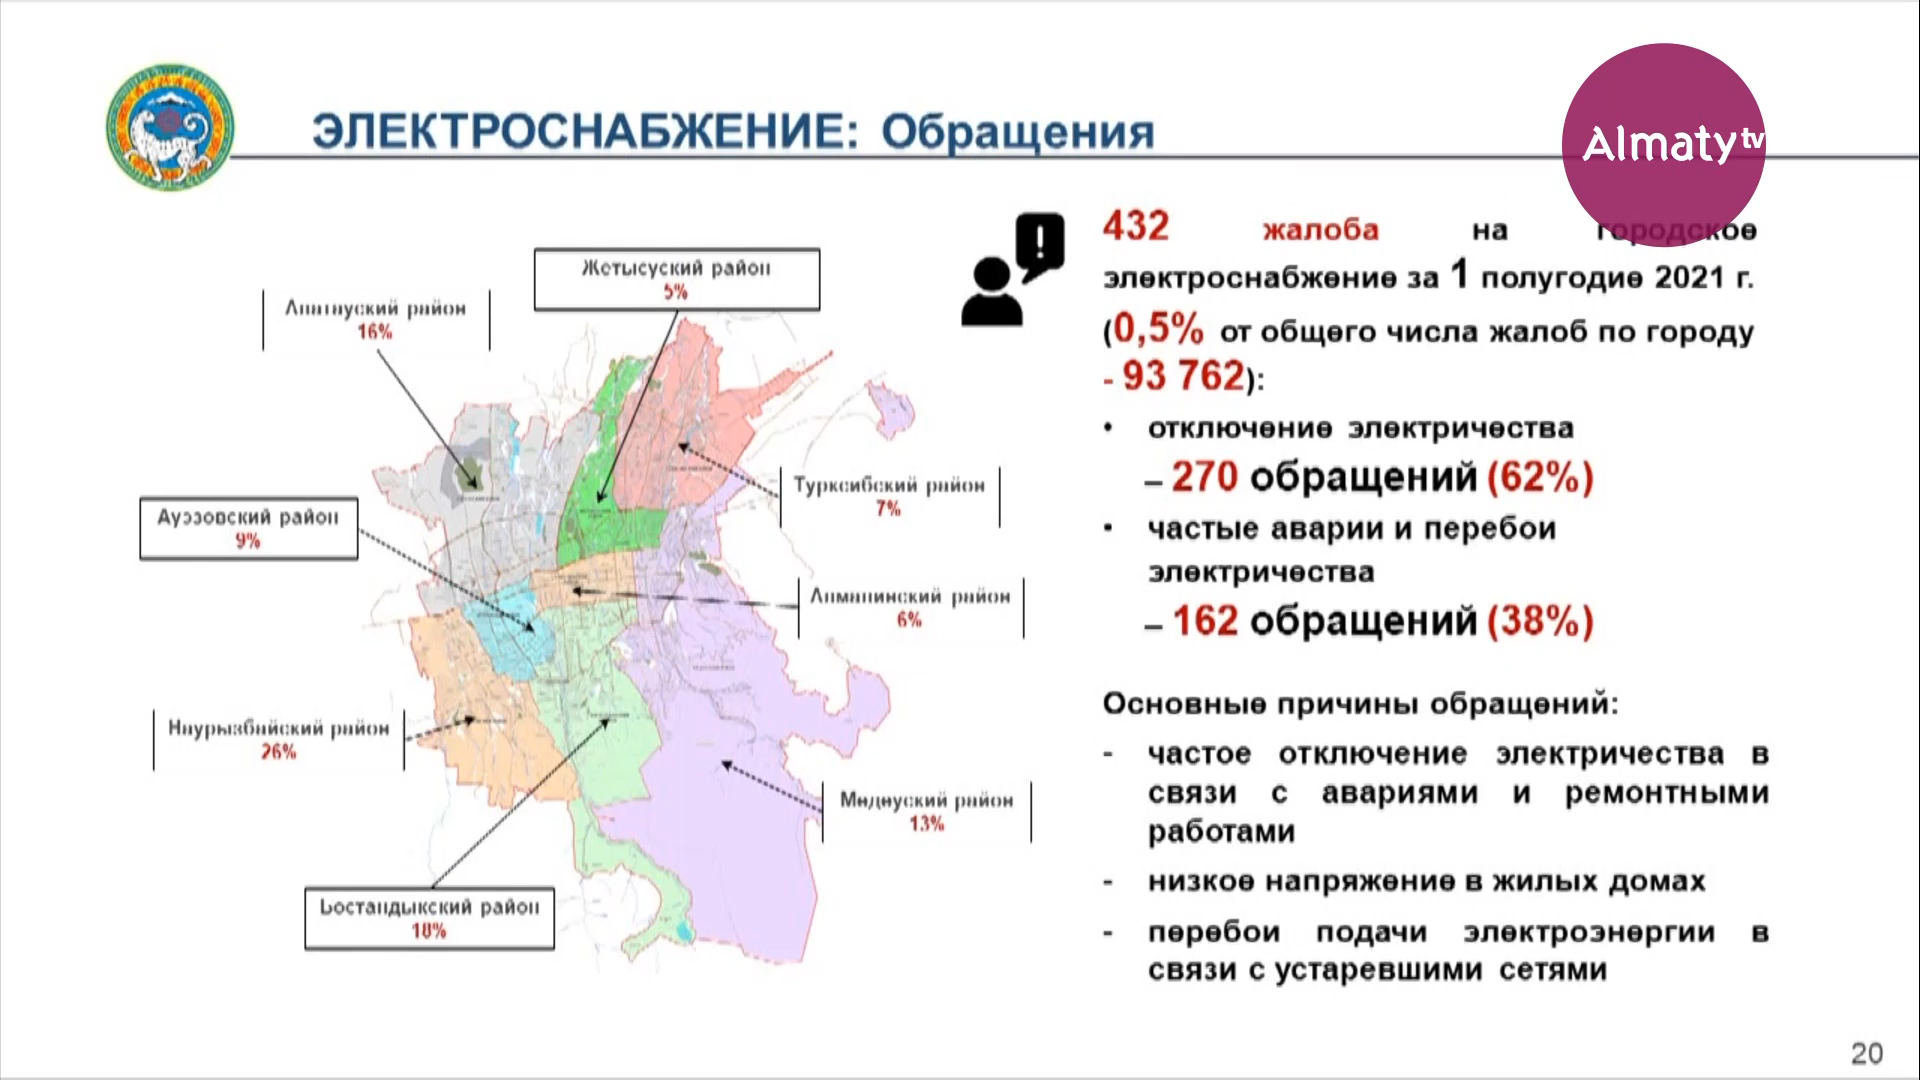 ЭЛЕКТРОСНАБЖЕНИЕ: Обращения
Almaty tv
Жетысуский район
5%
Алатауский район
16%
Турксибский район
7%
Ауэзовский район
9%
Алмалинский район
6%
Наурызбайский район
26%
Медеуский район
13%
Бостандыкский район
18%
432 жалоба на городское
электроснабжение за 1 полугодие 2021 г.
(0,5% от общего числа жалоб по городу
- 93 762):
• отключение электричества
– 270 обращений (62%)
• частые аварии и перебои
электричества
– 162 обращений (38%)
Основные причины обращений:
- частое отключение электричества в
связи с авариями и ремонтными
работами
- низкое напряжение в жилых домах
- перебои подачи электроэнергии в
связи с устаревшими сетями
20